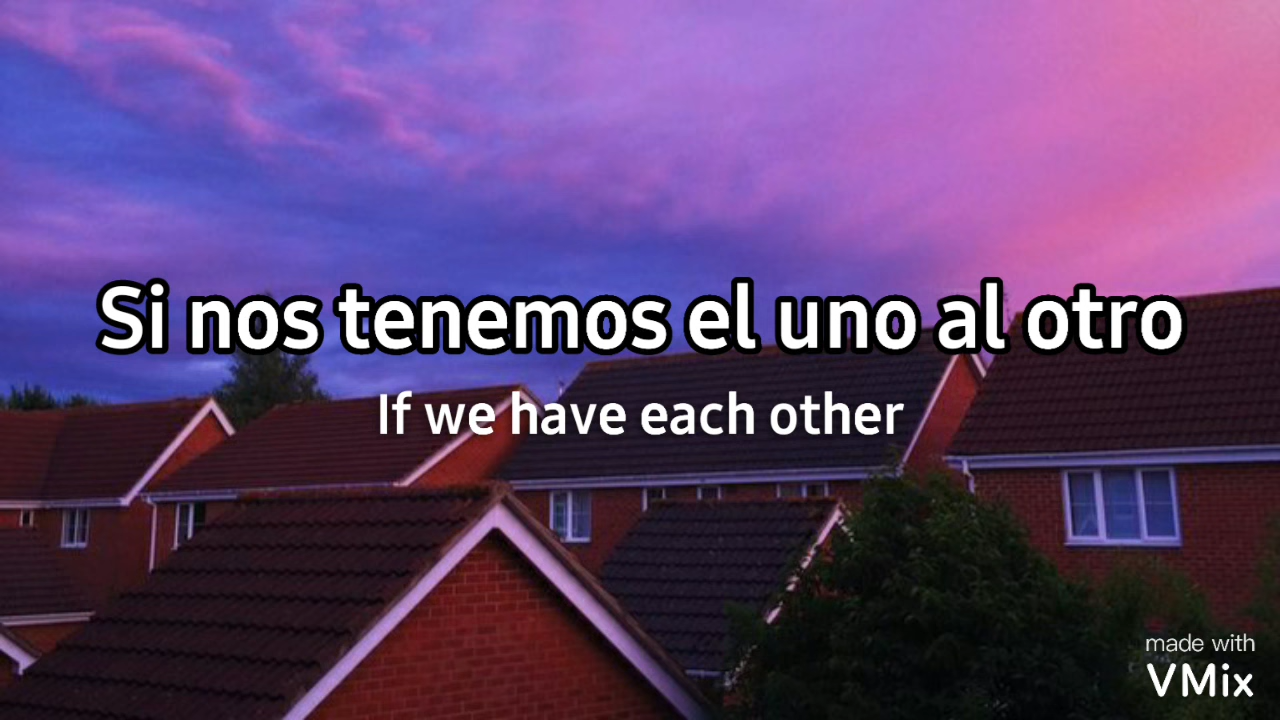 Si nos tenemos el uno al otro
If we have each other
made with
VMix